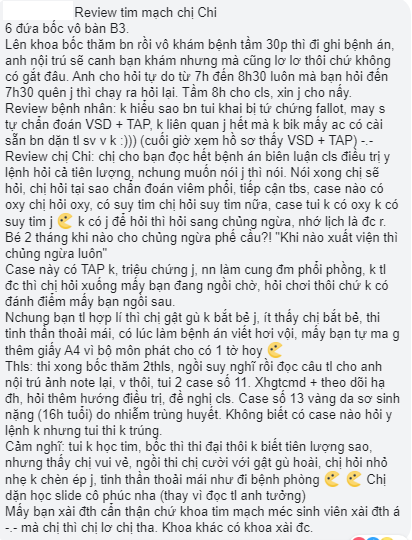 Review tim mạch chị Chi
6 đứa bốc vô bàn B3.
Lên khoa bốc thăm bn rồi vô khám bệnh tầm 30p thì đi ghi bệnh án,
anh nội trú sẽ canh bạn khám nhưng mà cũng lơ lơ thôi chứ không
có gắt đâu. Anh cho hỏi tự do từ 7h đến 8h30 luôn mà bạn hỏi đến
7h30 quên j thì chạy ra hỏi lại. Tầm 8h cho cls, xin j cho nấy.
Review bệnh nhân: k hiểu sao bn tui khai bị tứ chứng fallot, may s
tự chẩn đoán VSD + TAP, k liên quan j hết mà k bik mấy ac có cài
sẵn bn dặn tl sv v k :))) (cuối giờ xem hồ sơ thấy VSD + TAP) -.-
Review chị Chi: chị cho bạn đọc hết bệnh án biên luận cls điều trị y
lệnh hỏi cả tiên lượng, nchung muốn nói j thì nói. Nói xong chị sẽ
hỏi, chị hỏi tại sao chẩn đoán viêm phổi, tiếp cận tbs, case nào có
oxy chị hỏi oxy, có suy tim chị hỏi suy tim nữa, case tui k có oxy k có
suy tim j k có j để hỏi thì hỏi sang chủng ngừa, nhớ lịch là đc r.
Bé 2 tháng khi nào cho chủng ngừa phế cầu?! "Khi nào xuất viện thì
chủng ngừa luôn"
Case này có TAP k, triệu chứng j, nn làm cung đm phổi phồng, k tl
đc thì chị hỏi xuống mấy bạn đang ngồi chờ, hỏi chơi thôi chứ k có
đánh điểm mấy bạn ngồi sau.
Nchung bạn tl hợp lí thì chị gật gù k bắt bẻ j, ít thấy chị bắt bẻ, thi
tinh thần thoải mái, có lúc làm bệnh án viết hơi vội, mấy bạn tự ma g
thêm giấy A4 vì bộ môn phát cho có 1 tờ hoy
Thls: thi xong bốc thăm 2thls, ngồi suy nghĩ rồi đọc câu tl cho anh
nội trú ảnh note lại, v thôi, tui 2 case số 11. Xhgtcmd + theo dõi hạ
đh, hỏi thêm hướng điều trị, đề nghị cls. Case số 13 vàng da sơ sinh
nặng (16h tuổi) do nhiễm trùng huyết. Không biết có case nào hỏi y
lệnh k nhưng tui thi k trúng.
Cảm nghĩ: tui k học tim, bốc thì thi đại thôi k biết tiên lượng sao,
nhưng thấy chị vui vẻ, ngồi thi chị cười với gật gù hoài, chị hỏi nhỏ
nhẹ k chèn ép j, tinh thần thoải mái như đi bệnh phòng Chị
dặn học slide cô phuc nha (thay vì đọc tl anh tưởng)
Mấy bạn xài đth cẩn thận chứ khoa tim mạch méc sinh viên xài đth á
-.- mà chị thì chị lơ chị tha. Khoa khác có khoa xài đc.